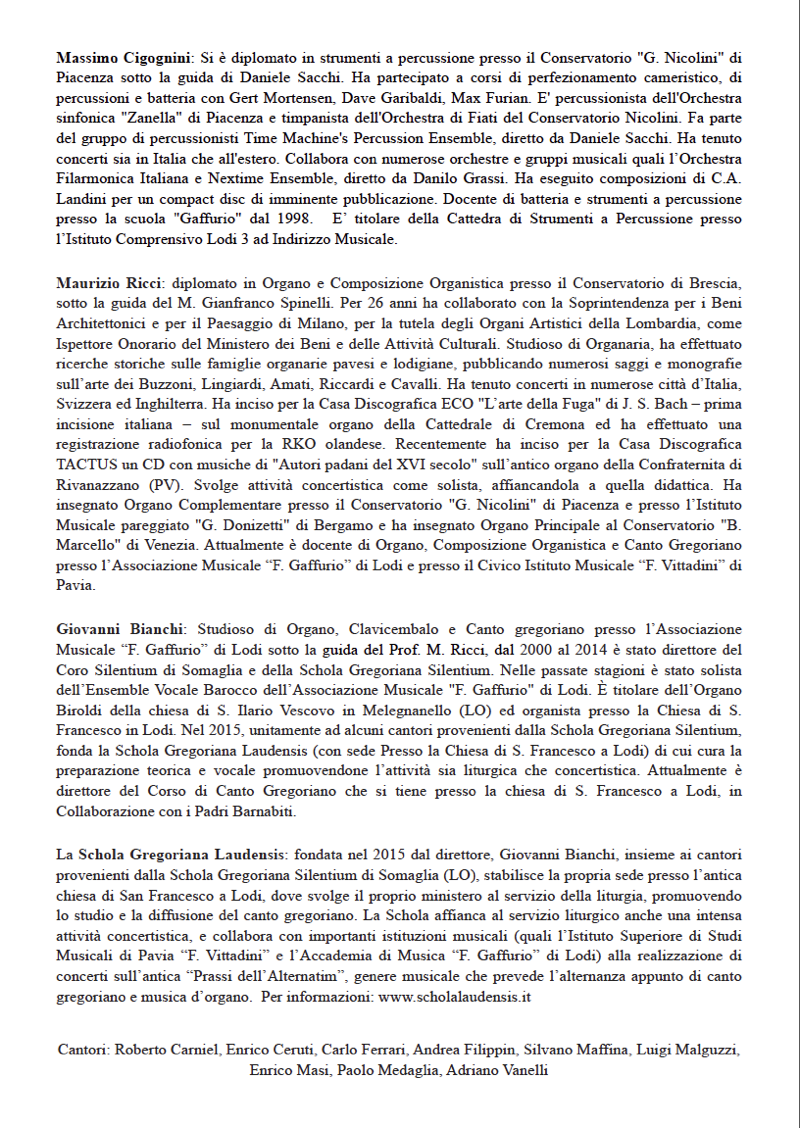 Massimo Cigognini: Si è diplomato in strumenti a percussione presso il Conservatorio "G. Nicolini" di
Piacenza sotto la guida di Daniele Sacchi. Ha partecipato a corsi di perfezionamento cameristico, di
percussioni e batteria con Gert Mortensen, Dave Garibaldi, Max Furian. E' percussionista dell'Orchestra
sinfonica "Zanella" di Piacenza e timpanista dell'Orchestra di Fiati del Conservatorio Nicolini. Fa parte
del gruppo di percussionisti Time Machine's Percussion Ensemble, diretto da Daniele Sacchi. Ha tenuto
concerti sia in Italia che all'estero. Collabora con numerose orchestre e gruppi musicali quali l’Orchestra
Filarmonica Italiana e Nextime Ensemble, diretto da Danilo Grassi. Ha eseguito composizioni di C.A.
Landini per un compact disc di imminente pubblicazione. Docente di batteria e strumenti a percussione
presso la scuola "Gaffurio" dal 1998. E’ titolare della Cattedra di Strumenti a Percussione presso
l’Istituto Comprensivo Lodi 3 ad Indirizzo Musicale.
Maurizio Ricci: diplomato in Organo e Composizione Organistica presso il Conservatorio di Brescia,
sotto la guida del M. Gianfranco Spinelli. Per 26 anni ha collaborato con la Soprintendenza per i Beni
Architettonici e per il Paesaggio di Milano, per la tutela degli Organi Artistici della Lombardia, come
Ispettore Onorario del Ministero dei Beni e delle Attività Culturali. Studioso di Organaria, ha effettuato
ricerche storiche sulle famiglie organarie pavesi e lodigiane, pubblicando numerosi saggi e monografie
sull’arte dei Buzzoni, Lingiardi, Amati, Riccardi e Cavalli. Ha tenuto concerti in numerose città d’Italia,
Svizzera ed Inghilterra. Ha inciso per la Casa Discografica ECO "L’arte della Fuga" di J. S. Bach – prima
incisione italiana – sul monumentale organo della Cattedrale di Cremona ed ha effettuato una
registrazione radiofonica per la RKO olandese. Recentemente ha inciso per la Casa Discografica
TACTUS un CD con musiche di "Autori padani del XVI secolo" sull’antico organo della Confraternita di
Rivanazzano (PV). Svolge attività concertistica come solista, affiancandola a quella didattica. Ha
insegnato Organo Complementare presso il Conservatorio "G. Nicolini" di Piacenza e presso l’Istituto
Musicale pareggiato "G. Donizetti" di Bergamo e ha insegnato Organo Principale al Conservatorio "B.
Marcello" di Venezia. Attualmente è docente di Organo, Composizione Organistica e Canto Gregoriano
presso l’Associazione Musicale “F. Gaffurio” di Lodi e presso il Civico Istituto Musicale “F. Vittadini” di
Pavia.
Giovanni Bianchi: Studioso di Organo, Clavicembalo e Canto gregoriano presso l’Associazione
Musicale “F. Gaffurio” di Lodi sotto la guida del Prof. M. Ricci, dal 2000 al 2014 è stato direttore del
Coro Silentium di Somaglia e della Schola Gregoriana Silentium. Nelle passate stagioni è stato solista
dell’Ensemble Vocale Barocco dell’Associazione Musicale "F. Gaffurio" di Lodi. È titolare dell’Organo
Biroldi della chiesa di S. Ilario Vescovo in Melegnanello (LO) ed organista presso la Chiesa di S.
Francesco in Lodi. Nel 2015, unitamente ad alcuni cantori provenienti dalla Schola Gregoriana Silentium,
fonda la Schola Gregoriana Laudensis (con sede Presso la Chiesa di S. Francesco a Lodi) di cui cura la
preparazione teorica e vocale promuovendone l’attività sia liturgica che concertistica. Attualmente è
direttore del Corso di Canto Gregoriano che si tiene presso la chiesa di S. Francesco a Lodi, in
Collaborazione con i Padri Barnabiti.
La Schola Gregoriana Laudensis: fondata nel 2015 dal direttore, Giovanni Bianchi, insieme ai cantori
provenienti dalla Schola Gregoriana Silentium di Somaglia (LO), stabilisce la propria sede presso l’antica
chiesa di San Francesco a Lodi, dove svolge il proprio ministero al servizio della liturgia, promuovendo
lo studio e la diffusione del canto gregoriano. La Schola affianca al servizio liturgico anche una intensa
attività concertistica, e collabora con importanti istituzioni musicali (quali l’Istituto Superiore di Studi
Musicali di Pavia “F. Vittadini” e l’Accademia di Musica “F. Gaffurio” di Lodi) alla realizzazione di
concerti sull’antica “Prassi dell’Alternatim”, genere musicale che prevede l’alternanza appunto di canto
gregoriano e musica d’organo. Per informazioni: www.scholalaudensis.it
Cantori: Roberto Carniel, Enrico Ceruti, Carlo Ferrari, Andrea Filippin, Silvano Maffina, Luigi Malguzzi,
Enrico Masi, Paolo Medaglia, Adriano Vanelli